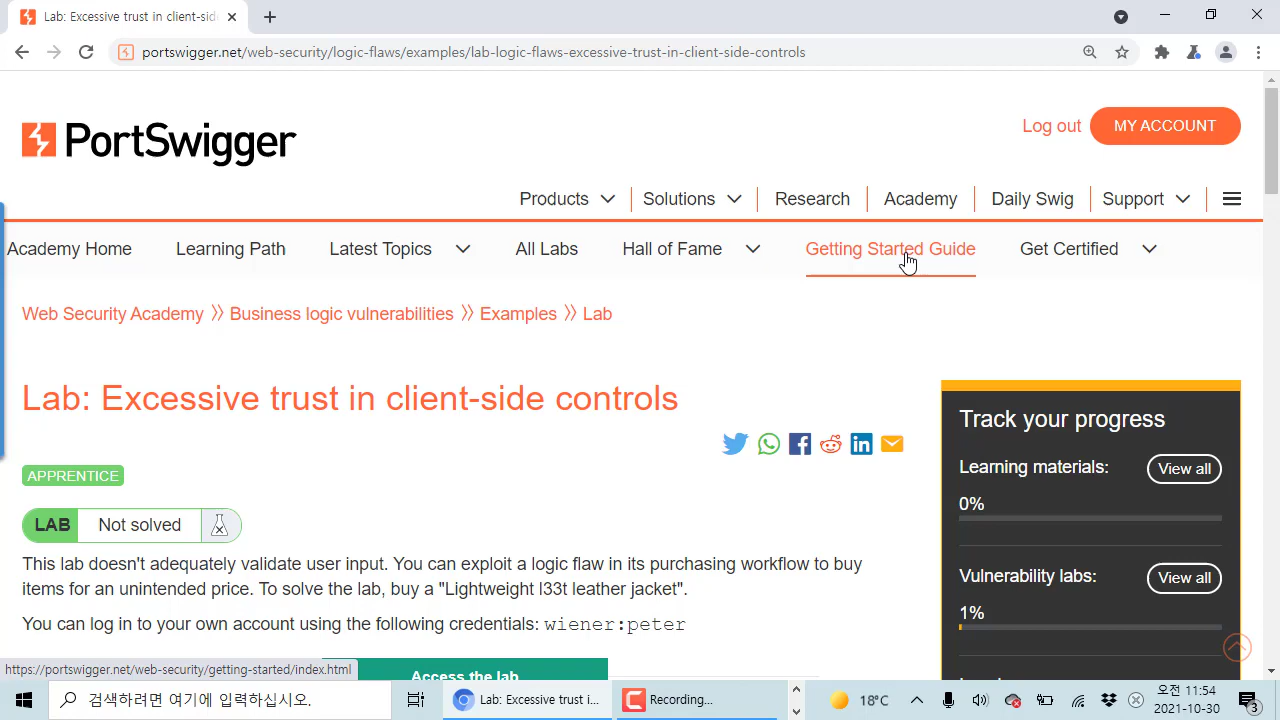 Lab: Excessive trust in client-side
portswigger.net/web-security/logic-flaws/examples/lab-logic-flaws-excessive-trust-in-client-side-controls
PortSwigger
Log out
MY ACCOUNT
Products
Solutions
Research
Academy
Daily Swig
Support
Academy Home
Learning Path
Latest Topics
All Labs
Hall of Fame
Getting Started Guide
Get Certified
Web Security Academy
Business logic vulnerabilities
Examples
Lab
Lab: Excessive trust in client-side controls
APPRENTICE
LAB
Not solved
This lab doesn't adequately validate user input. You can exploit a logic flaw in its purchasing workflow to buy
items for an unintended price. To solve the lab, buy a "Lightweight l33t leather jacket".
You can log in to your own account using the following credentials: wiener:peter
Access the lab
Track your progress
Learning materials:
View all
0%
Vulnerability labs:
View all
1%
https://portswigger.net/web-security/getting-started/index.html
검색하려면 여기에 입력하십시오.
Lab: Excessive trust i...
Recording...
18°C
오전 11:54
2021-10-30
3